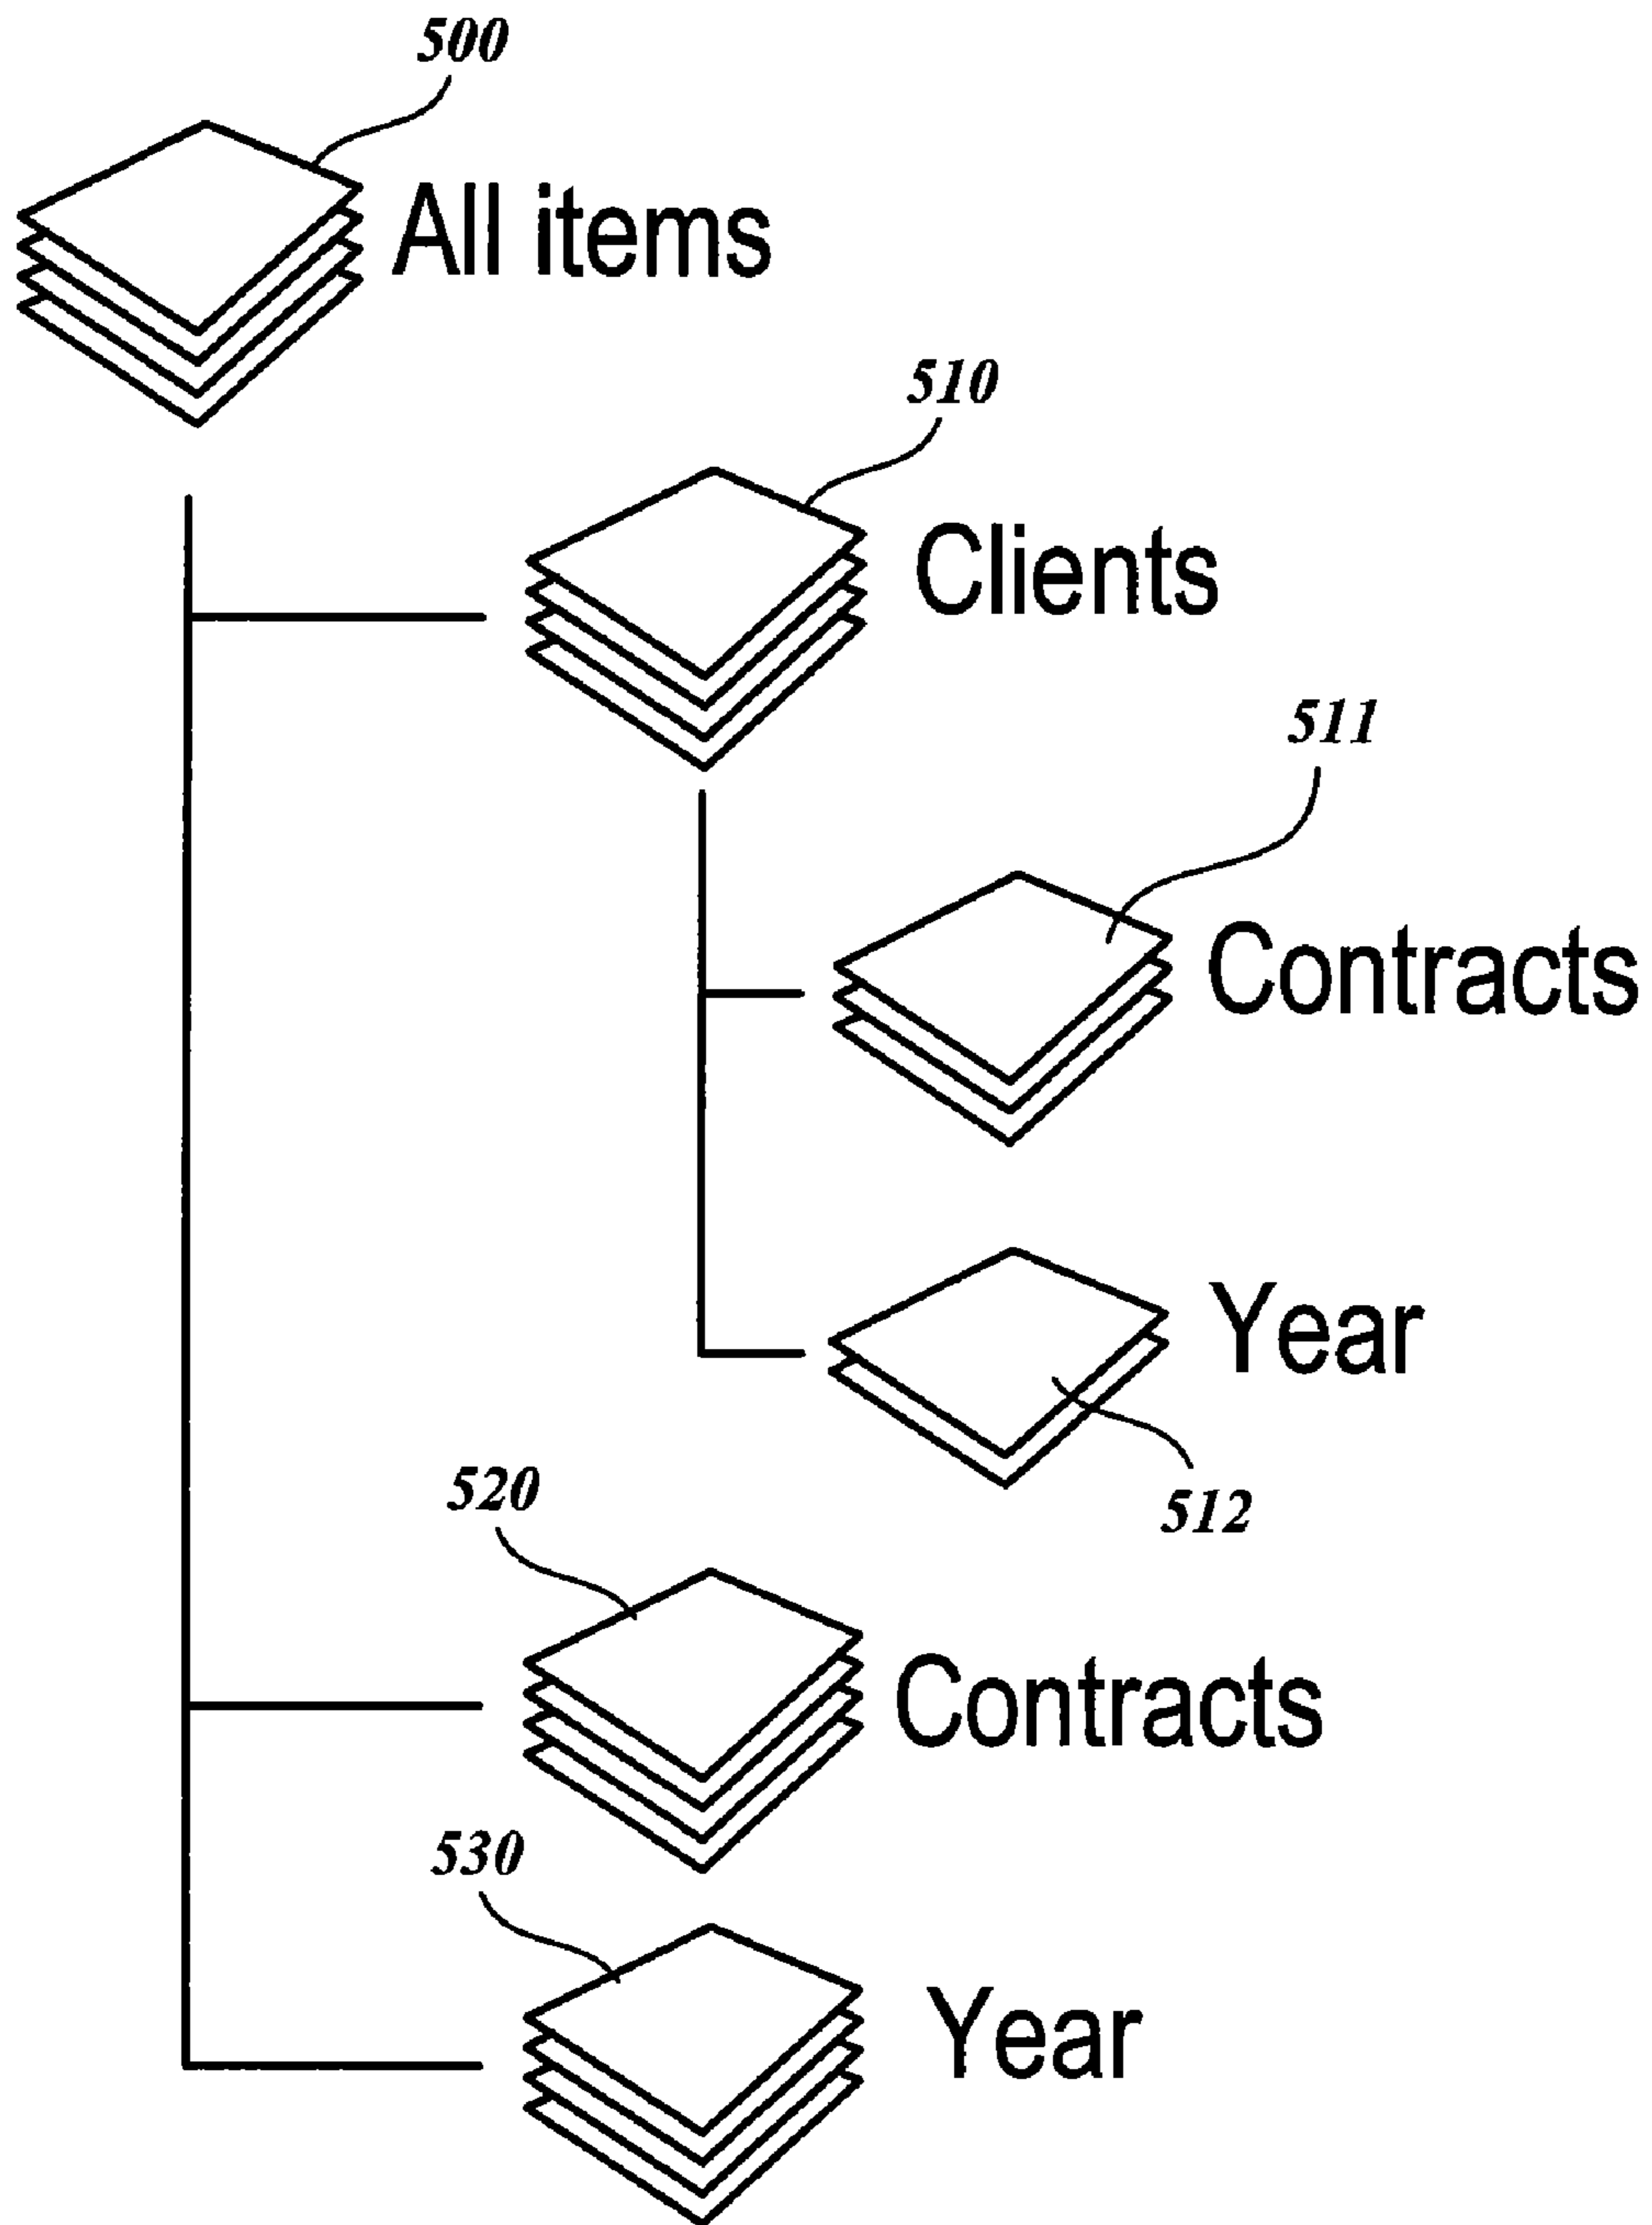 500
All items
510
Clients
511
Contracts
Year
512
520
Contracts
530
Year